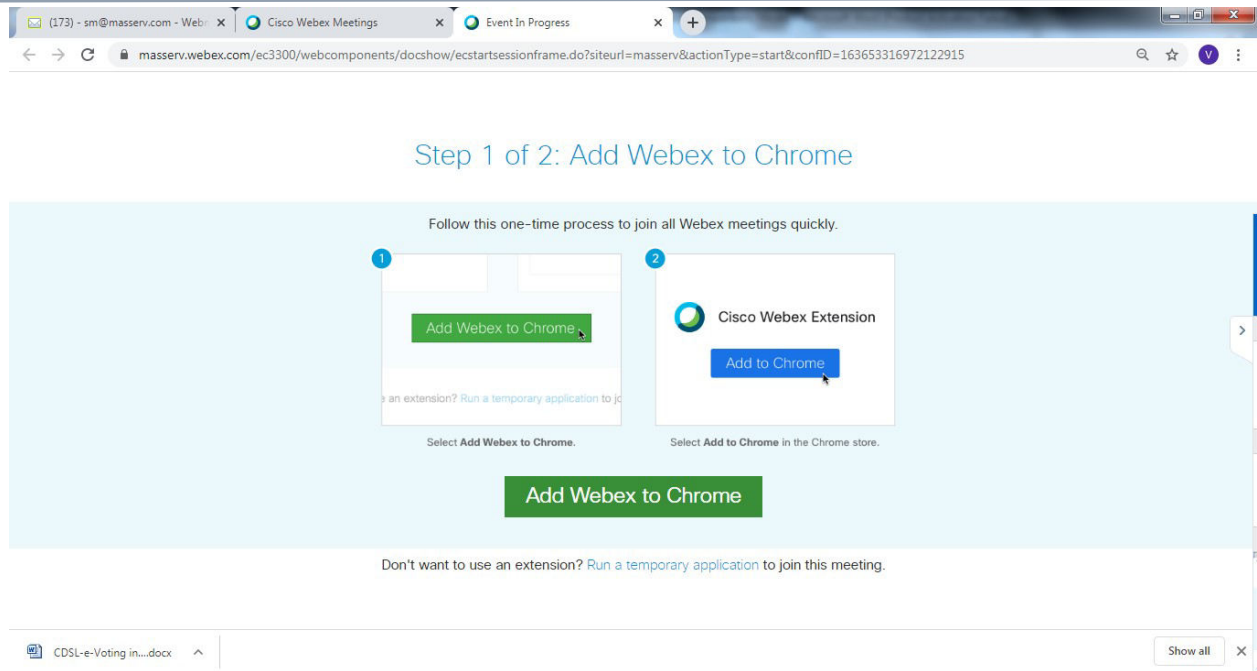 (173) - sm@masserv.com - Web Cisco Webex Meetings Event In Progress
masserv.webex.com/ec3300/webcomponents/docshow/ecstartsessionframe.do?siteurl=masserv&actionType=start&confID=163653316972122915 V
Step 1 of 2: Add Webex to Chrome
Follow this one-time process to join all Webex meetings quickly.
1
Add Webex to Chrome
an extension? Run a temporary application to
Select Add Webex to Chrome.
2
Cisco Webex Extension
Add to Chrome
Select Add to Chrome in the Chrome store.
Add Webex to Chrome
Don't want to use an extension? Run a temporary application to join this meeting.
CDSL-e-Voting in....docx Show all